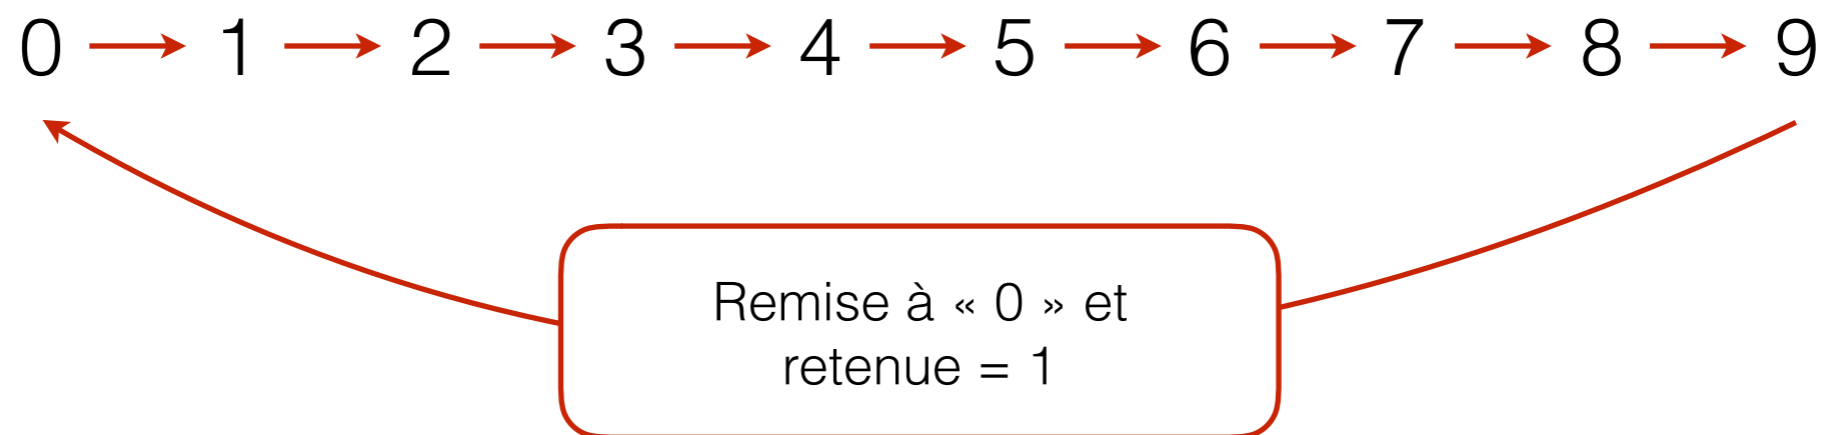 0 → 1 → 2 → 3 → 4 → 5 → 6 → 7 → 8 → 9
Remise à « 0 » et
retenue = 1